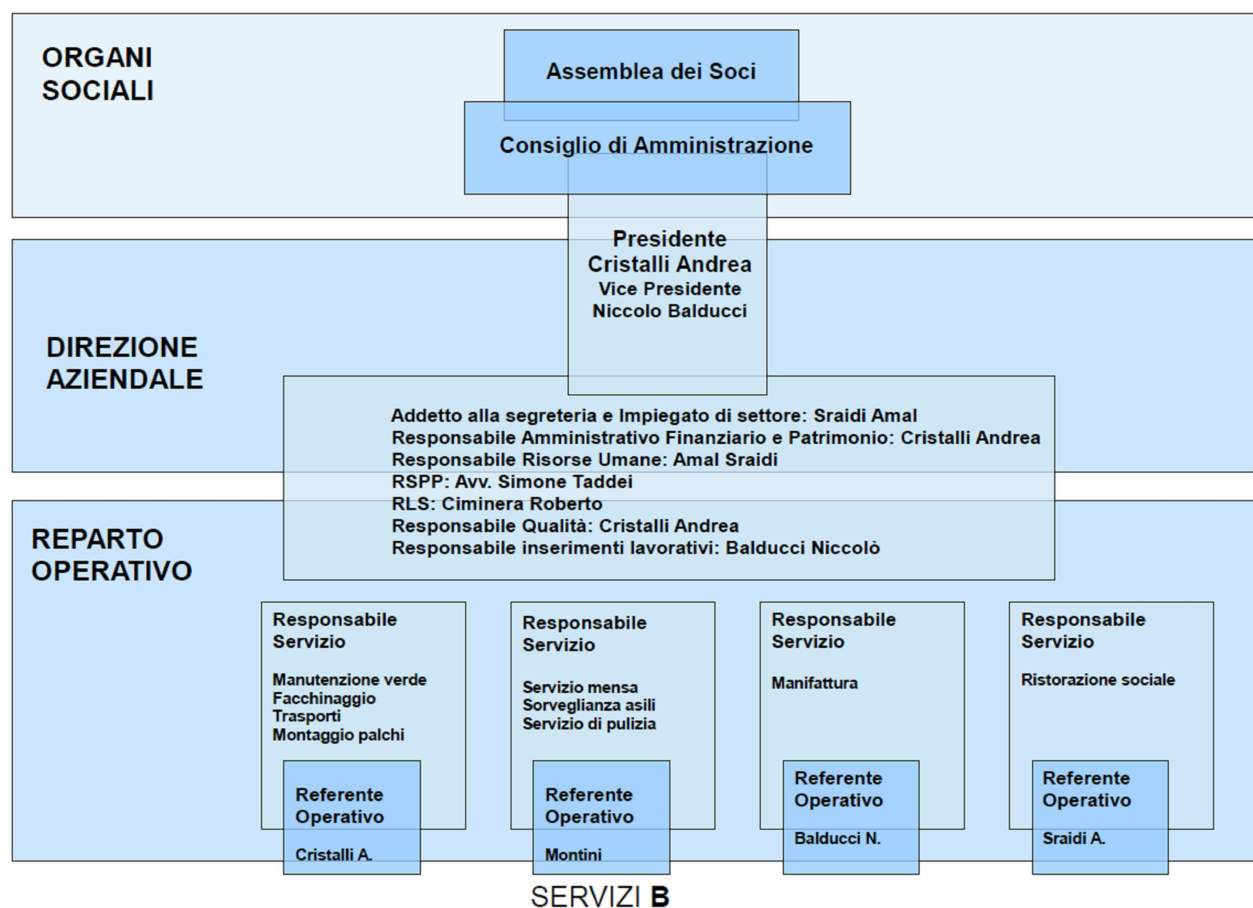 ORGANI
SOCIALI
Assemblea dei Soci
Consiglio di Amministrazione
Presidente
Cristalli Andrea
Vice Presidente
Niccolo Balducci
DIREZIONE
AZIENDALE
Addetto alla segreteria e Impiegato di settore: Sraidi Amal
Responsabile Amministrativo Finanziario e Patrimonio: Cristalli Andrea
Responsabile Risorse Umane: Amal Sraidi
RSPP: Avv. Simone Taddei
RLS: Ciminera Roberto
Responsabile Qualità: Cristalli Andrea
Responsabile inserimenti lavorativi: Balducci Niccolò
REPARTO
OPERATIVO
Responsabile
Servizio
Manutenzione verde
Facchinaggio
Trasporti
Montaggio palchi
Referente
Operativo
Cristalli A.
Responsabile
Servizio
Servizio mensa
Sorveglianza asili
Servizio di pulizia
Referente
Operativo
Montini
Responsabile
Servizio
Manifattura
Referente
Operativo
Balducci N.
Responsabile
Servizio
Ristorazione sociale
Referente
Operativo
Sraidi A.
SERVIZI B